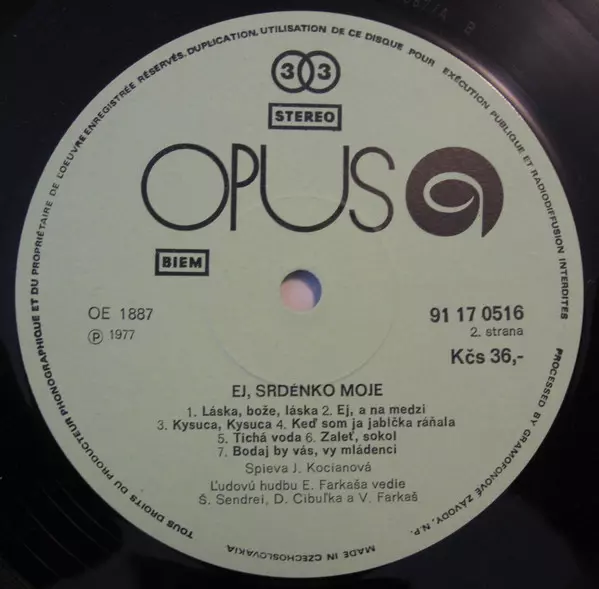 TOUS DROITS DU PRODUCTEUR PHONOGRAPHIQUE ET DU PROPRIÉTAIRE DE L'OEUVRE ENREGISTRÉE RÉSERVÉS. DUPLICATION, UTILISATION DE CE DISQUE POUR EXÉCUTION PUBLIQUE ET RADIODIFFUSION INTERDITES
33
STEREO
OPUS
BIEM
OE 1887
℗ 1977
91 17 0516
2. strana
Kčs 36,-
EJ, SRDÉNKO MOJE
1. Láska, bože, láska 2. Ej, a na medzi
3. Kysuca, Kysuca 4. Keď som ja jabĺčka ráňala
5. Tichá voda 6. Zaleť, sokol
7. Bodaj by vás, vy mládenci
Spieva J. Kocianová
Ľudovú hudbu E. Farkaša vedie
Š. Sendrei, D. Cibuľka a V. Farkaš
PROCESSED BY GRAMOFONOVÉ ZÁVODY, N.P.
MADE IN CZECHOSLOVAKIA